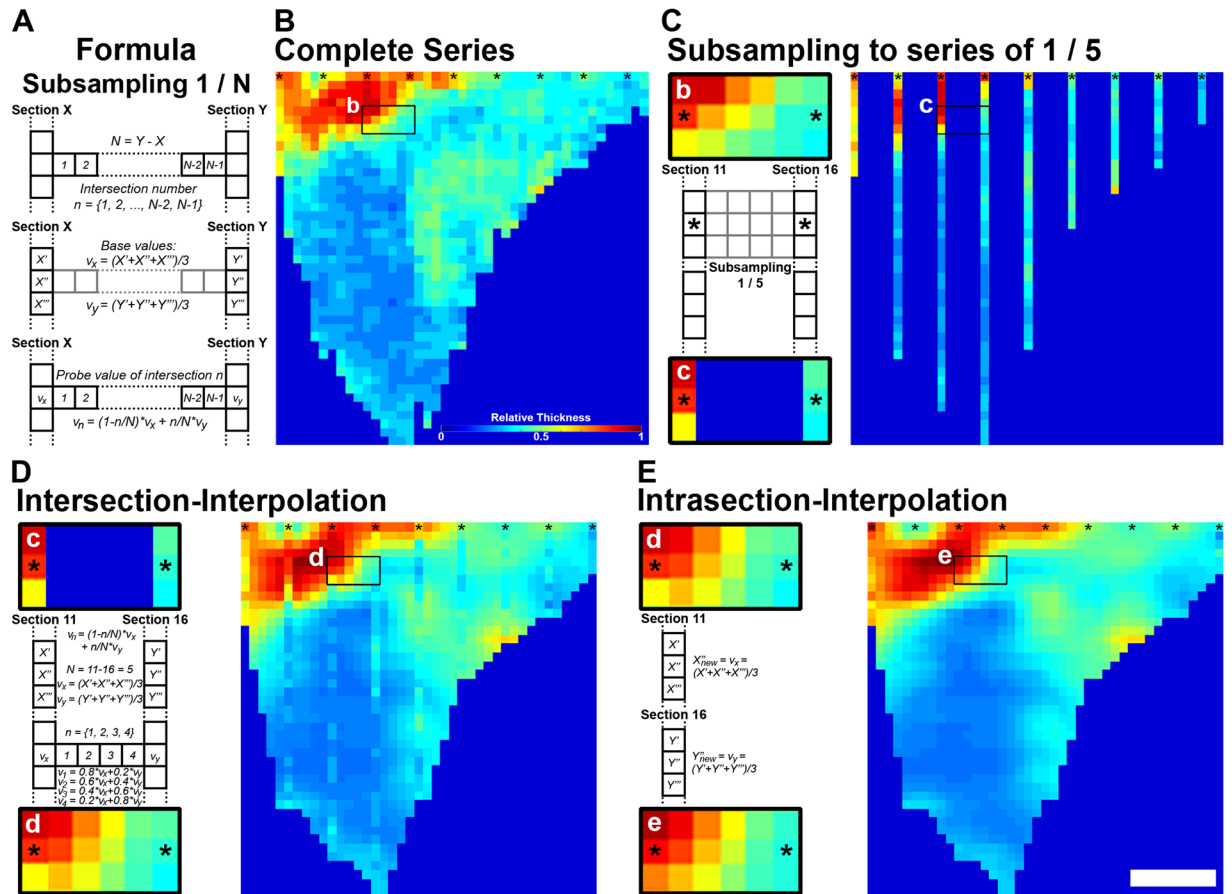 A
Formula
Subsampling 1 / N
Section X
Section Y
N = Y - X
1
2
N-2
N-1
Intersection number
n = {1, 2, ..., N-2, N-1}
Section X
Section Y
Base values:
X'
vx = (X'+X''+X''')/3
Y'
X''
Y''
X'''
vy = (Y'+Y''+Y''')/3
Y'''
Section X
Section Y
Probe value of intersection n
vx
1
2
N-2
N-1
vy
vn = (1-n/N)*vx + n/N*vy
B
Complete Series
* * * * * * * * *
b
Relative Thickness
0
0.5
1
C
Subsampling to series of 1 / 5
b
* *
Section 11
Section 16
* *
Subsampling
1 / 5
c
* *
* * * * * * * * *
c
D
Intersection-Interpolation
c
* *
Section 11
Section 16
vn = (1-n/N)*vx
+ n/N*vy
X'
Y'
N = 11-16 = 5
X''
Y''
vx = (X'+X''+X''')/3
vy = (Y'+Y''+Y''')/3
X'''
Y'''
n = {1, 2, 3, 4}
vx
1
2
3
4
vy
v1 = 0.8*vx+0.2*vy
v2 = 0.6*vx+0.4*vy
v3 = 0.4*vx+0.6*vy
v4 = 0.2*vx+0.8*vy
d
* *
* * * * * * * * *
d
E
Intrasection-Interpolation
d
* *
Section 11
X'
X''
X'''
X''new = vx =
(X'+X''+X''')/3
Section 16
Y'
Y''
Y'''
Y''new = vy =
(Y'+Y''+Y''')/3
e
* *
* * * * * * * * *
e